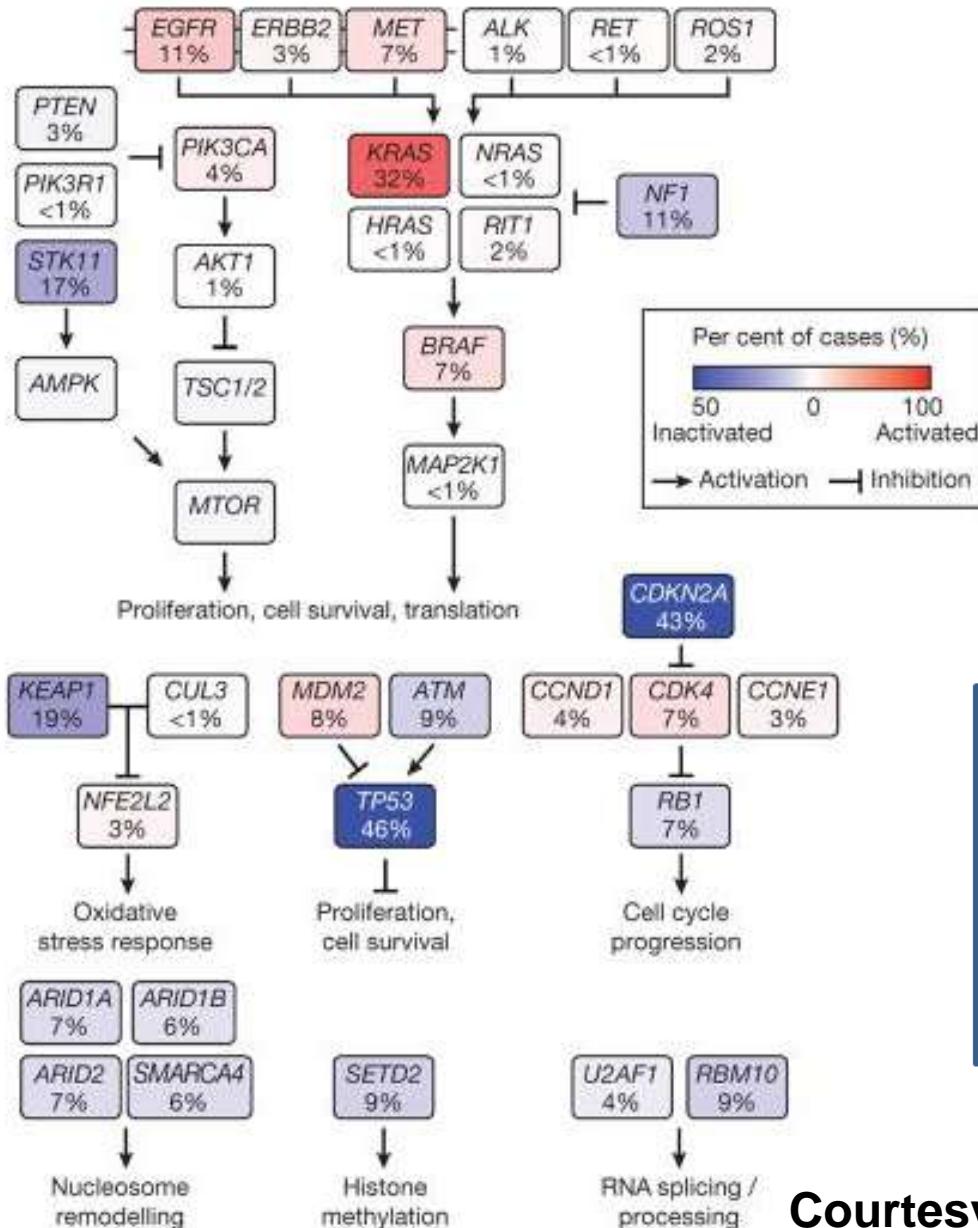 EGFR
11%
ERBB2
3%
MET
7%
ALK
1%
RET
<1%
ROS1
2%
PTEN
3%
PIK3R1
<1%
STK11
17%
AMPK
PIK3CA
4%
AKT1
1%
TSC1/2
MTOR
KRAS
32%
NRAS
<1%
HRAS
<1%
RIT1
2%
NF1
11%
BRAF
7%
MAP2K1
<1%
Proliferation, cell survival, translation
Per cent of cases (%)
50 0 100
Inactivated Activated
Activation Inhibition
KEAP1
19%
CUL3
<1%
NFE2L2
3%
Oxidative
stress response
MDM2
8%
ATM
9%
TP53
46%
Proliferation,
cell survival
CDKN2A
43%
CCND1
4%
CDK4
7%
CCNE1
3%
RB1
7%
Cell cycle
progression
ARID1A
7%
ARID1B
6%
ARID2
7%
SMARCA4
6%
Nucleosome
remodelling
SETD2
9%
Histone
methylation
U2AF1
4%
RBM10
9%
RNA splicing /
processing
Courtesy